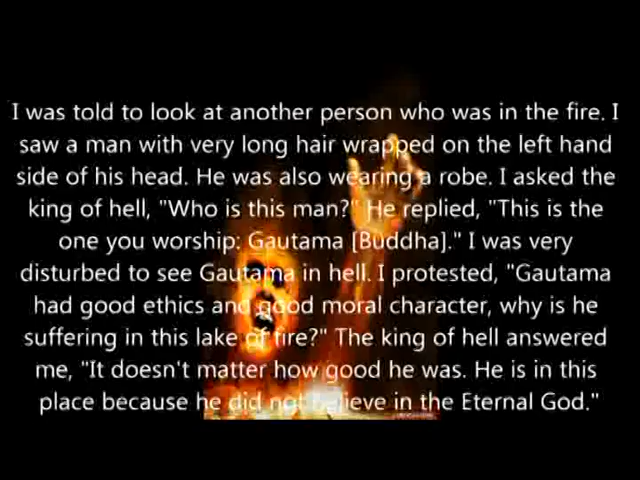 I was told to look at another person who was in the fire. I
saw a man with very long hair wrapped on the left hand
side of his head. He was also wearing a robe. I asked the
king of hell, "Who is this man?" He replied, "This is the
one you worship: Gautama [Buddha]." I was very
disturbed to see Gautama in hell. I protested, "Gautama
had good ethics and good moral character, why is he
suffering in this lake of fire?" The king of hell answered
me, "It doesn't matter how good he was. He is in this
place because he did not believe in the Eternal God."